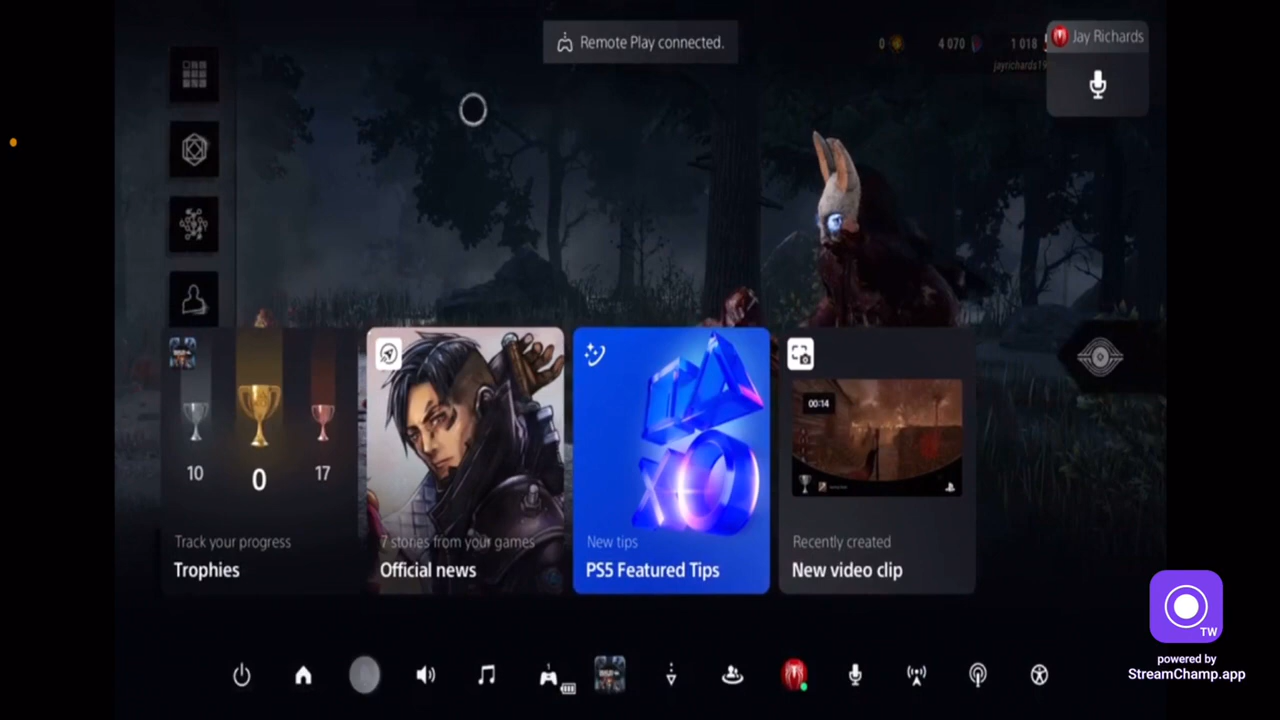 Remote Play connected.
0
4 070
1 018
Jay Richards
jayrichards19
10
0
17
Track your progress
Trophies
7 stories from your games
Official news
New tips
PS5 Featured Tips
00:14
Recently created
New video clip
TW
powered by
StreamChamp.app